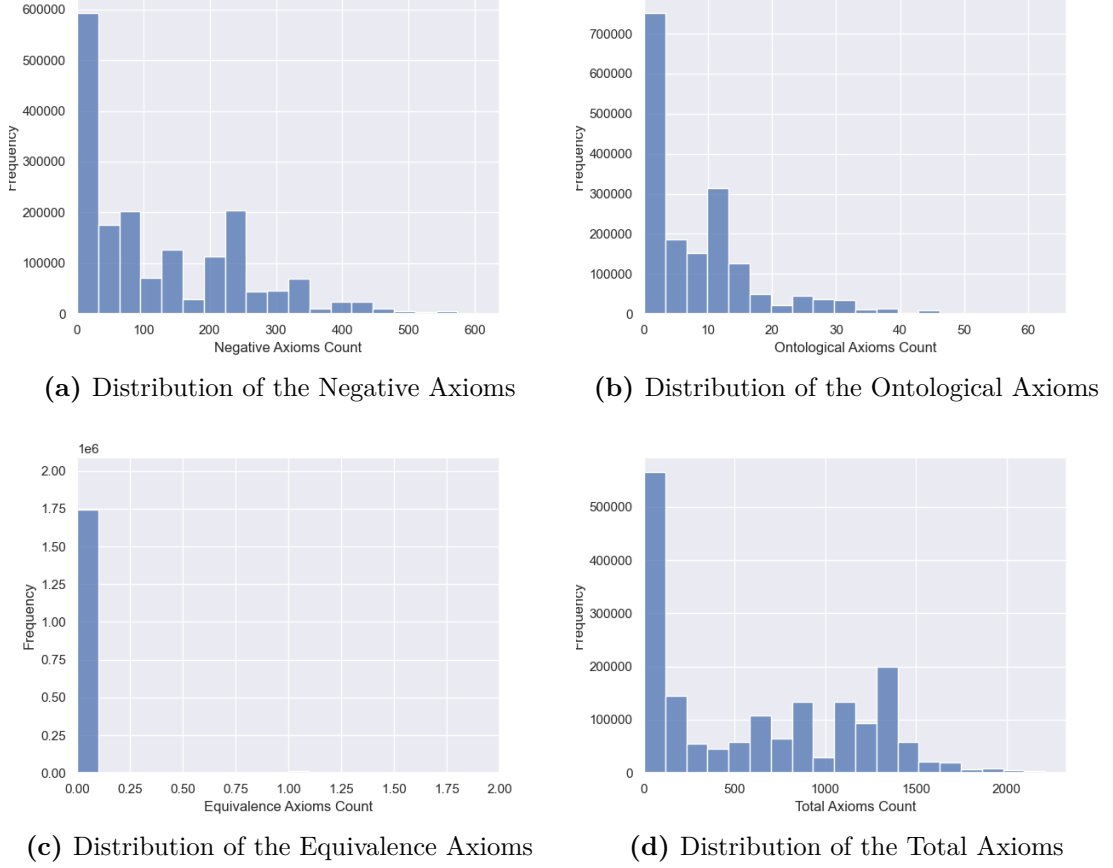 600000
500000
400000
300000
200000
100000
0
Frequency
0 100 200 300 400 500 600
Negative Axioms Count
(a) Distribution of the Negative Axioms
700000
600000
500000
400000
300000
200000
100000
0
Frequency
0 10 20 30 40 50 60
Ontological Axioms Count
(b) Distribution of the Ontological Axioms
1e6
2.00
1.75
1.50
1.25
1.00
0.75
0.50
0.25
0.00
Frequency
0.00 0.25 0.50 0.75 1.00 1.25 1.50 1.75 2.00
Equivalence Axioms Count
(c) Distribution of the Equivalence Axioms
500000
400000
300000
200000
100000
0
Frequency
0 500 1000 1500 2000
Total Axioms Count
(d) Distribution of the Total Axioms